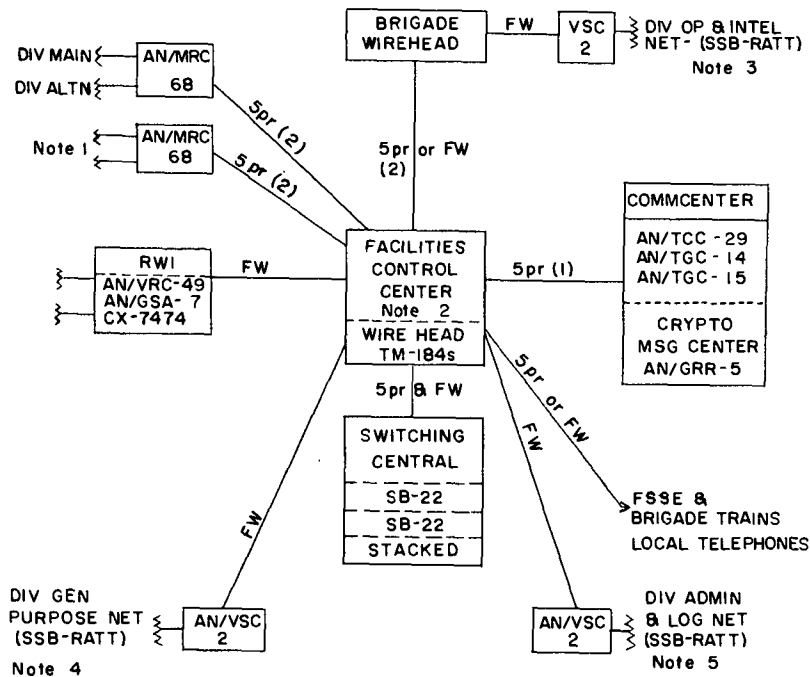 BRIGADE
WIREHEAD
FW
VSC
2
DIV OP & INTEL
NET- (SSB-RATT)
Note 3
DIV MAIN
DIV ALTN
AN/MRC
68
5pr (2)
Note 1
AN/MRC
68
5pr (2)
5pr or FW
(2)
RWI
AN/VRC-49
AN/GSA-7
CX-7474
FW
FACILITIES
CONTROL
CENTER
Note 2
WIRE HEAD
TM-184s
5pr (1)
COMMCENTER
AN/TCC-29
AN/TGC-14
AN/TGC-15
CRYPTO
MSG CENTER
AN/GRR-5
5pr & FW
SWITCHING
CENTRAL
SB-22
SB-22
STACKED
5pr or FW
FW
FSSE &
BRIGADE TRAINS
LOCAL TELEPHONES
FW
DIV GEN
PURPOSE NET
(SSB-RATT)
Note 4
AN/VSC
2
AN/VSC
2
DIV ADMIN
& LOG NET
(SSB-RATT)
Note 5